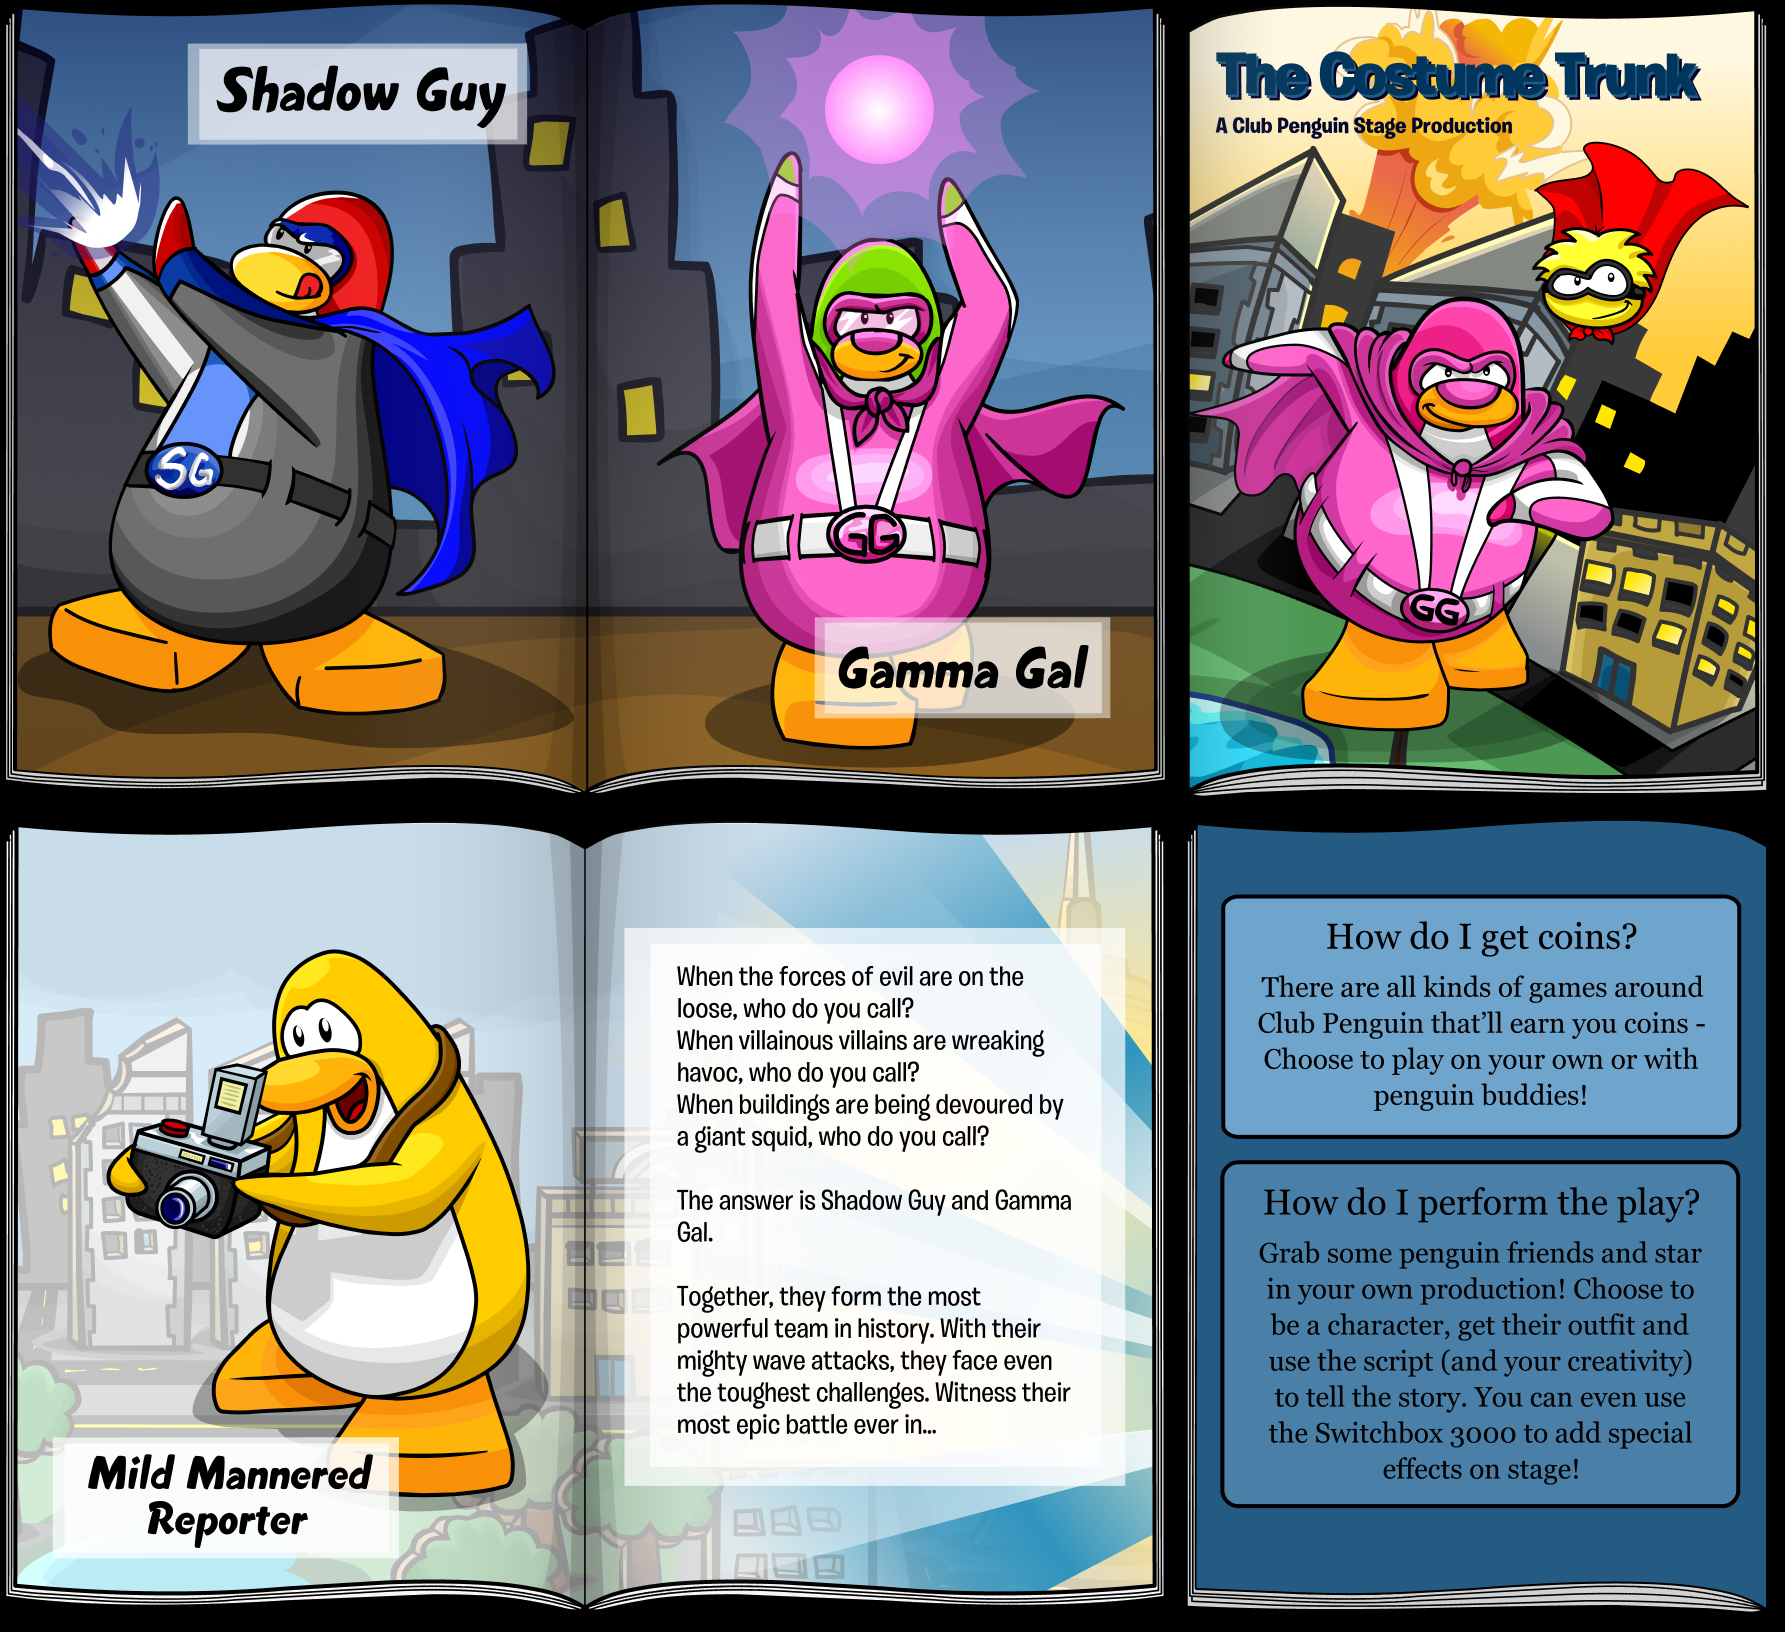 Shadow Guy
SG
GG
Gamma Gal
The Costume Trunk
A Club Penguin Stage Production
GG
Mild Mannered
Reporter
When the forces of evil are on the
loose, who do you call?
When villainous villains are wreaking
havoc, who do you call?
When buildings are being devoured by
a giant squid, who do you call?
The answer is Shadow Guy and Gamma
Gal.
Together, they form the most
powerful team in history. With their
mighty wave attacks, they face even
the toughest challenges. Witness their
most epic battle ever in...
How do I get coins?
There are all kinds of games around
Club Penguin that'll earn you coins -
Choose to play on your own or with
penguin buddies!
How do I perform the play?
Grab some penguin friends and star
in your own production! Choose to
be a character, get their outfit and
use the script (and your creativity)
to tell the story. You can even use
the Switchbox 3000 to add special
effects on stage!